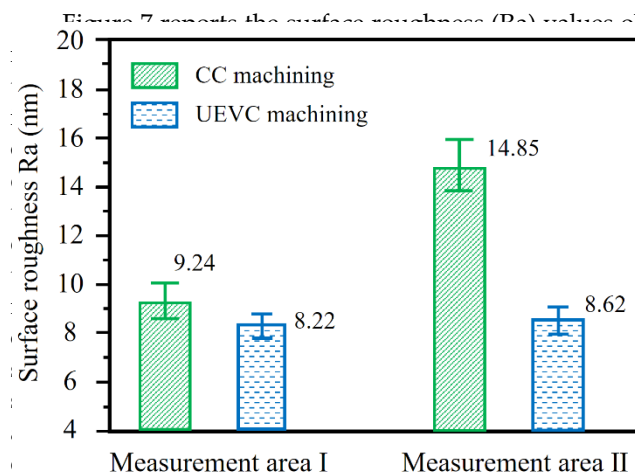 Figure 7 reports the surface roughness (Ra) values of
20
18
16
14
12
10
8
6
4
Surface roughness Ra (nm)
CC machining
UEVC machining
9.24
8.22
14.85
8.62
Measurement area I
Measurement area II